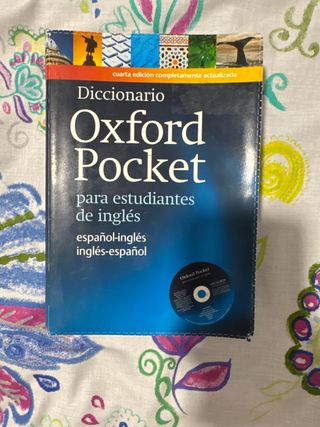 cuarta edición completamente actualizada
Diccionario
Oxford
Pocket
para estudiantes
de inglés
español-inglés
inglés-español
Oxford Pocket